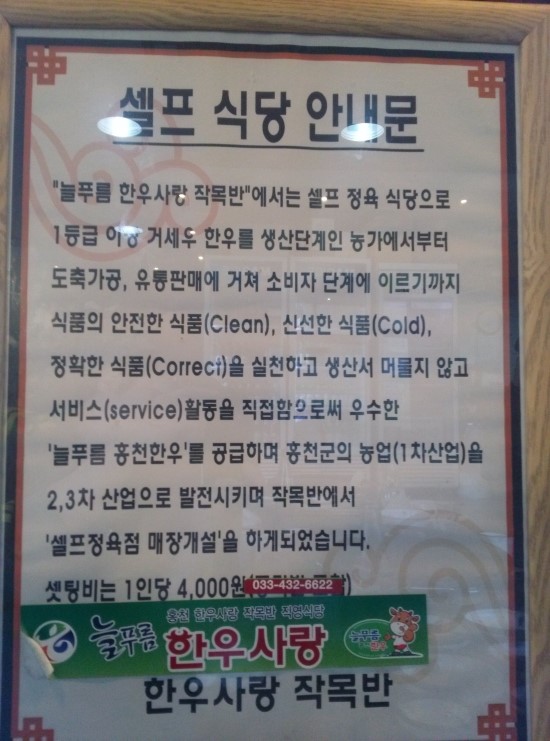 셀프 식당 안내문
"늘푸름 한우사랑 작목반"에서는 셀프 정육 식당으로
1등급 이상 거세우 한우를 생산단계인 농가에서부터
도축가공, 유통판매에 거쳐 소비자 단계에 이르기까지
식품의 안전한 식품(Clean), 신선한 식품(Cold),
정확한 식품(Correct)을 실천하고 생산서 머물지 않고
서비스(service)활동을 직접함으로써 우수한
'늘푸름 홍천한우'를 공급하며 홍천군의 농업(1차산업)을
2,3차 산업으로 발전시키며 작목반에서
'셀프정육점 매장개설'을 하게되었습니다.
셋팅비는 1인당 4,000원
033-432-6622
홍천 한우사랑 작목반 직영식당
늘푸름 한우사랑
늘푸름
한우
한우사랑 작목반